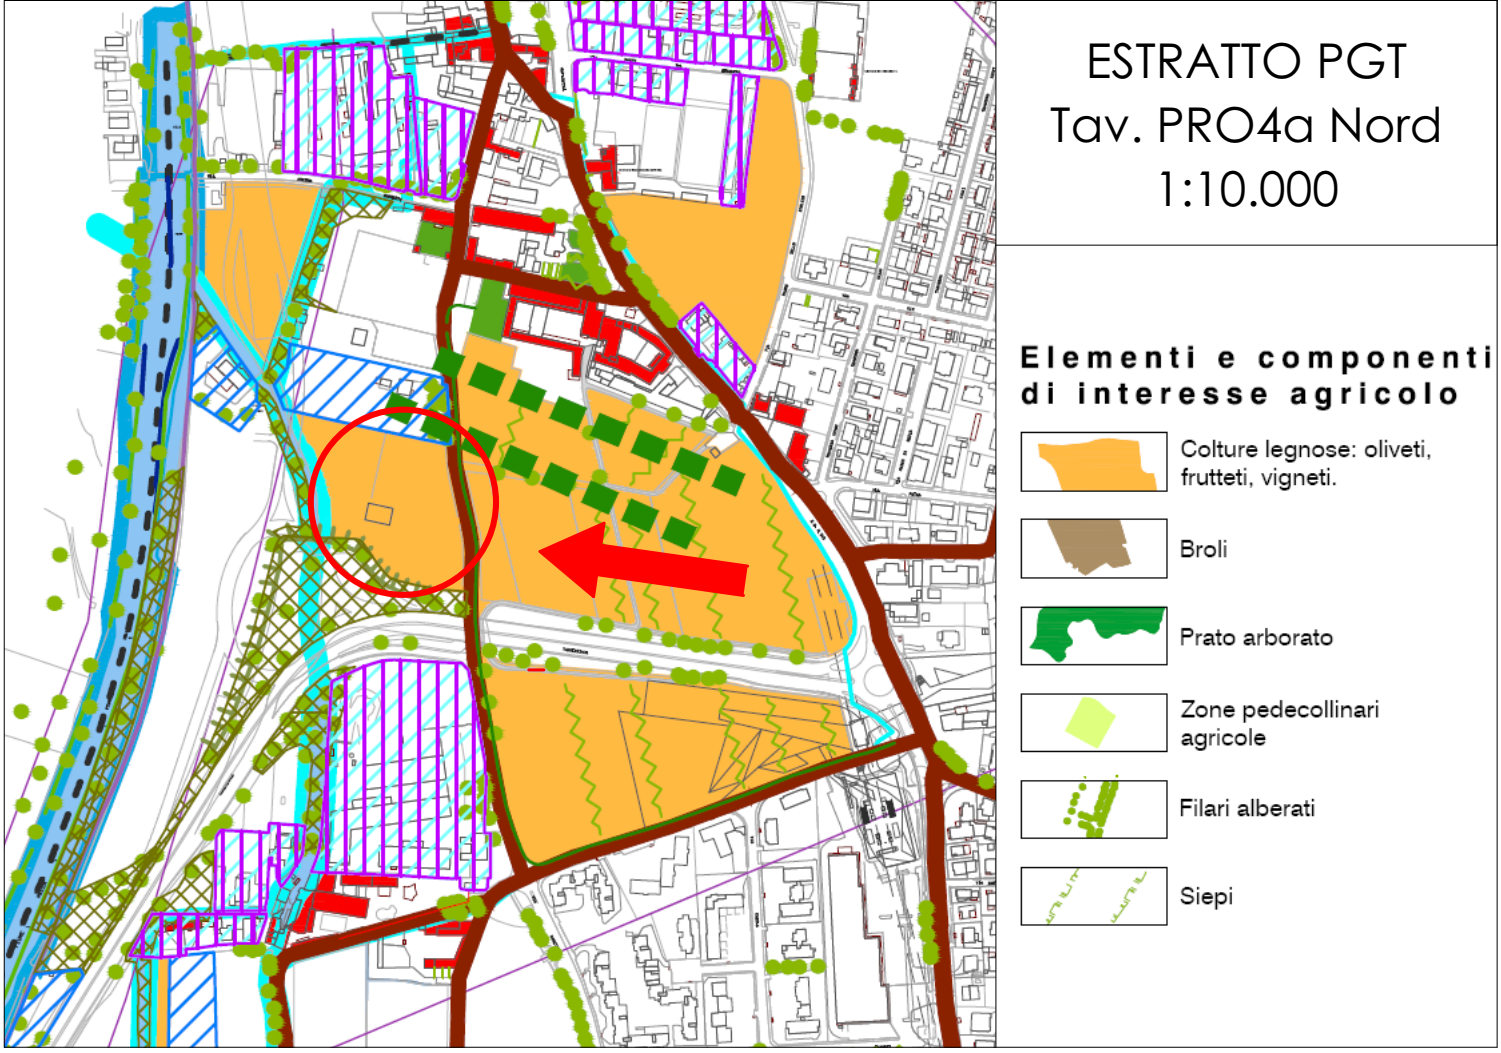 ESTRATTO PGT
Tav. PRO4a Nord
1:10.000
Elementi e componenti
di interesse agricolo
Colture legnose: oliveti,
frutteti, vigneti.
Broli
Prato arborato
Zone pedecollinari
agricole
Filari alberati
Siepi